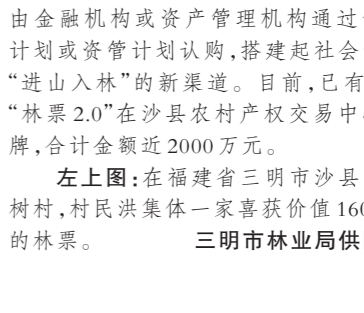 由金融机构或资产管理机构通过
计划或资管计划认购,搭建起社会
“进山入林”的新渠道。目前,已有
“林票2.0”在沙县农村产权交易中
牌,合计金额近2000万元。
左上图:在福建省三明市沙县
树村,村民洪集体一家喜获价值160
的林票。 三明市林业局供